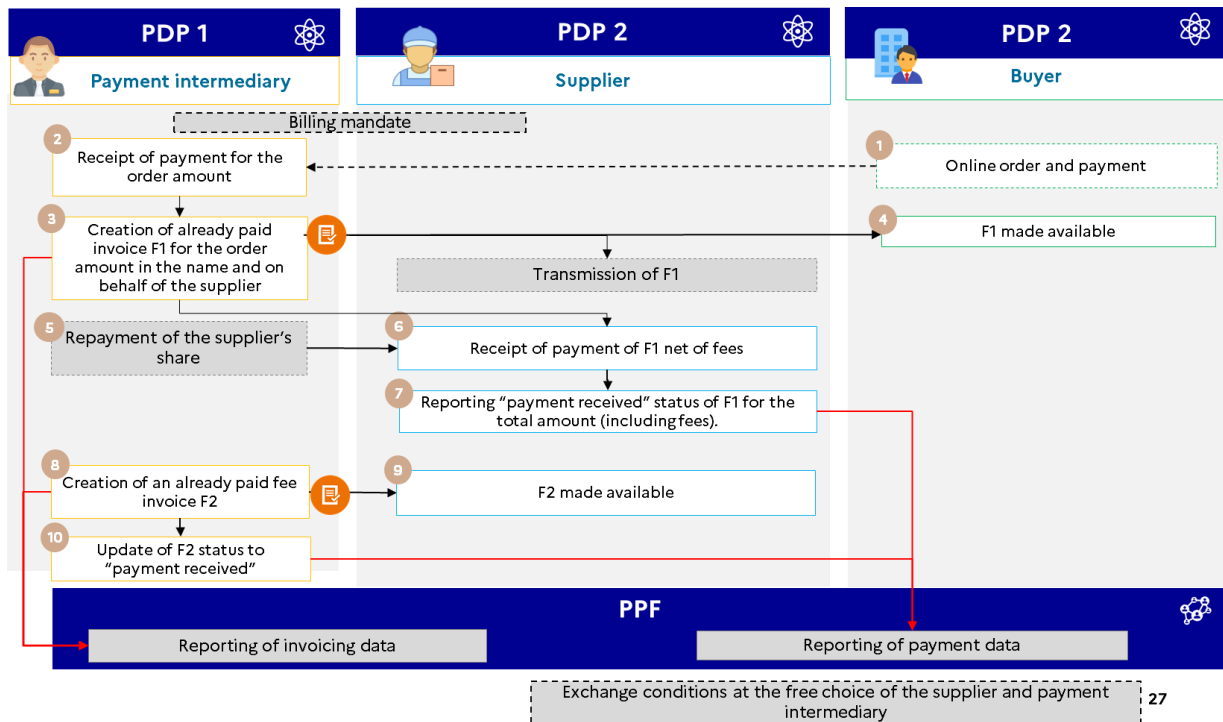 PDP 1
PDP 2
PDP 2
Payment intermediary
Supplier
Buyer
Billing mandate
2
Receipt of payment for the
order amount
1
Online order and payment
3
Creation of already paid
invoice F1 for the order
amount in the name and on
behalf of the supplier
4
F1 made available
Transmission of F1
5
Repayment of the supplier's
share
6
Receipt of payment of F1 net of fees
7
Reporting “payment received” status of F1 for the
total amount (including fees).
8
Creation of an already paid fee
invoice F2
9
F2 made available
10
Update of F2 status to
“payment received”
PPF
Reporting of invoicing data
Reporting of payment data
Exchange conditions at the free choice of the supplier and payment
intermediary
27